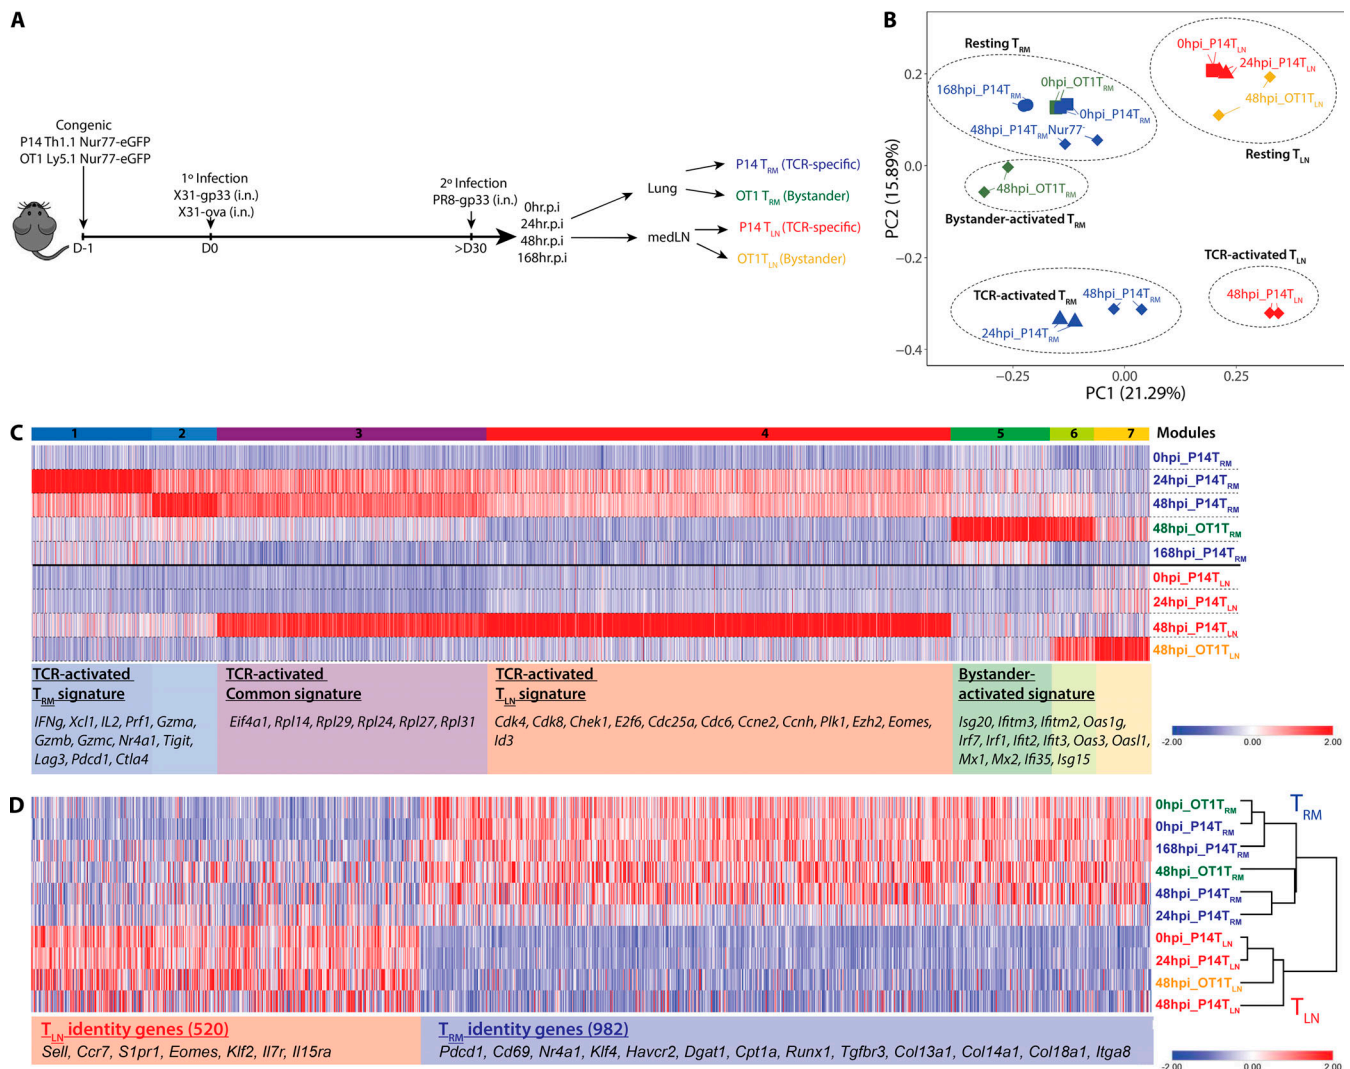 A
Congenic
P14 Th1.1 Nur77-eGFP
OT1 Ly5.1 Nur77-eGFP
1º Infection
X31-gp33 (i.n.)
X31-ova (i.n.)
2º Infection
PR8-gp33 (i.n.)
D-1
D0
>D30
0hr.p.i
24hr.p.i
48hr.p.i
168hr.p.i
Lung
medLN
P14 TRM (TCR-specific)
OT1 TRM (Bystander)
P14 TLN (TCR-specific)
OT1TLN (Bystander)
B
Resting TRM
0hpi_P14TLN
24hpi_P14TLN
0hpi_OT1TRM
168hpi_P14TRM
48hpi_OT1TLN
0hpi_P14TRM
48hpi_P14TRMNur77-
Resting TLN
48hpi_OT1TRM
Bystander-activated TRM
TCR-activated TLN
TCR-activated TRM
48hpi_P14TRM
48hpi_P14TLN
24hpi_P14TRM
0.2
0.0
−0.2
−0.4
PC2 (15.89%)
−0.25
0.00
0.25
PC1 (21.29%)
C
1 2 3 4 5 6 7 Modules
0hpi_P14TRM
24hpi_P14TRM
48hpi_P14TRM
48hpi_OT1TRM
168hpi_P14TRM
0hpi_P14TLN
24hpi_P14TLN
48hpi_P14TLN
48hpi_OT1TLN
TCR-activated
TRM signature
IFNg, Xcl1, IL2, Prf1, Gzma,
Gzmb, Gzmc, Nr4a1, Tigit,
Lag3, Pdcd1, Ctla4
TCR-activated
Common signature
Eif4a1, Rpl14, Rpl29, Rpl24, Rpl27, Rpl31
TCR-activated
TLN signature
Cdk4, Cdk8, Chek1, E2f6, Cdc25a, Cdc6, Ccne2, Ccnh, Plk1, Ezh2, Eomes,
Id3
Bystander-
activated signature
Isg20, Ifitm3, Ifitm2, Oas1g,
Irf7, Irf1, Ifit2, Ifit3, Oas3, Oasl1,
Mx1, Mx2, Ifi35, Isg15
-2.00 0.00 2.00
D
0hpi_OT1TRM
0hpi_P14TRM
168hpi_P14TRM
48hpi_OT1TRM
48hpi_P14TRM
24hpi_P14TRM
0hpi_P14TLN
24hpi_P14TLN
48hpi_OT1TLN
48hpi_P14TLN
TRM
TLN
TLN identity genes (520)
Sell, Ccr7, S1pr1, Eomes, Klf2, Il7r, Il15ra
TRM identity genes (982)
Pdcd1, Cd69, Nr4a1, Klf4, Havcr2, Dgat1, Cpt1a, Runx1, Tgfbr3, Col13a1, Col14a1, Col18a1, Itga8
-2.00 0.00 2.00